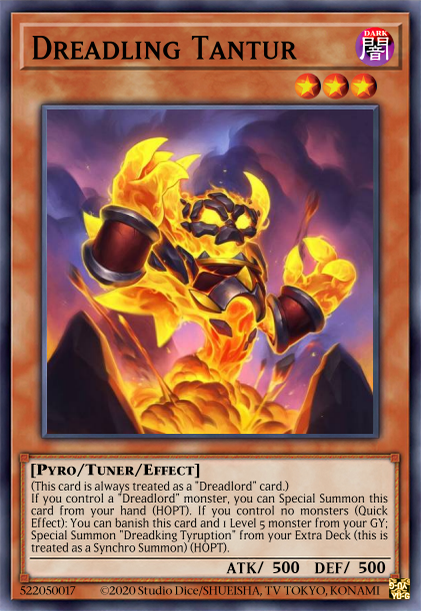 DREADLING TANTUR
DARK
闇
[PYRO/TUNER/EFFECT]
(This card is always treated as a "Dreadlord" card.)
If you control a "Dreadlord" monster, you can Special Summon this
card from your hand (HOPT). If you control no monsters (Quick
Effect): You can banish this card and 1 Level 5 monster from your GY;
Special Summon "Dreadking Tyruption" from your Extra Deck (this is
treated as a Synchro Summon) (HOPT).
ATK/ 500 DEF/ 500
522050017 ©2020 Studio Dice/SHUEISHA, TV TOKYO, KONAMI